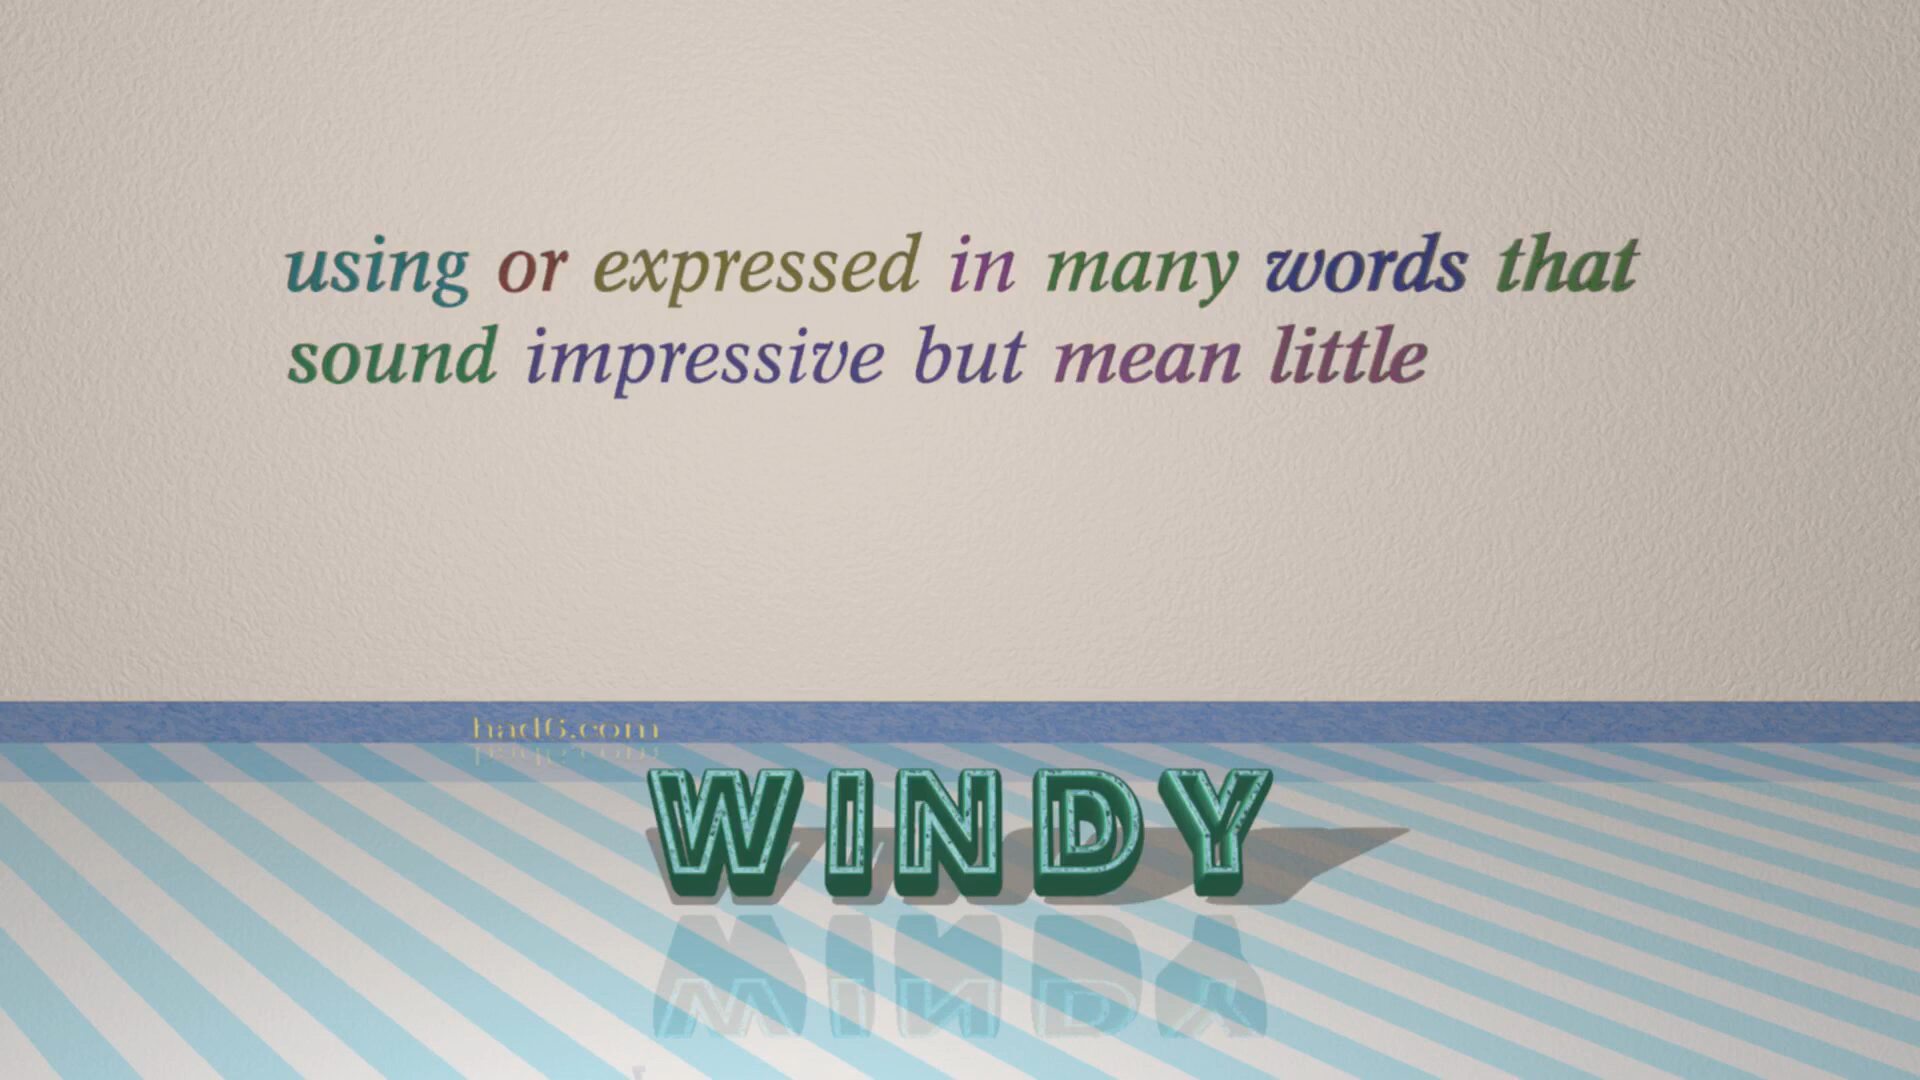 using or expressed in many words that
sound impressive but mean little
had6.com
WINDY